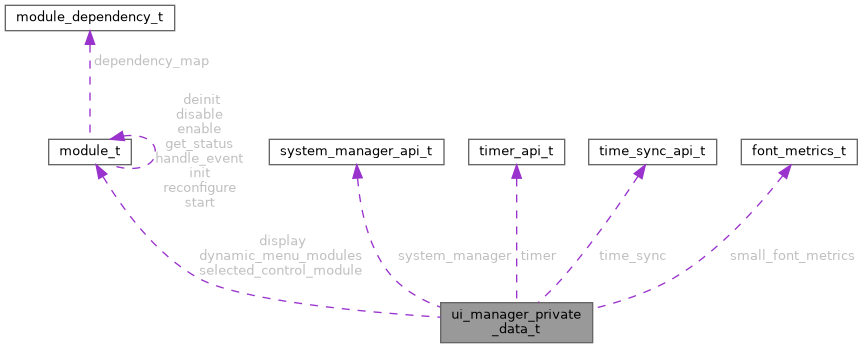 module_dependency_t
dependency_map
deinit
disable
enable
get_status
handle_event
init
reconfigure
start
module_t
system_manager_api_t
timer_api_t
time_sync_api_t
font_metrics_t
display
dynamic_menu_modules
selected_control_module
system_manager
timer
time_sync
small_font_metrics
ui_manager_private
_data_t